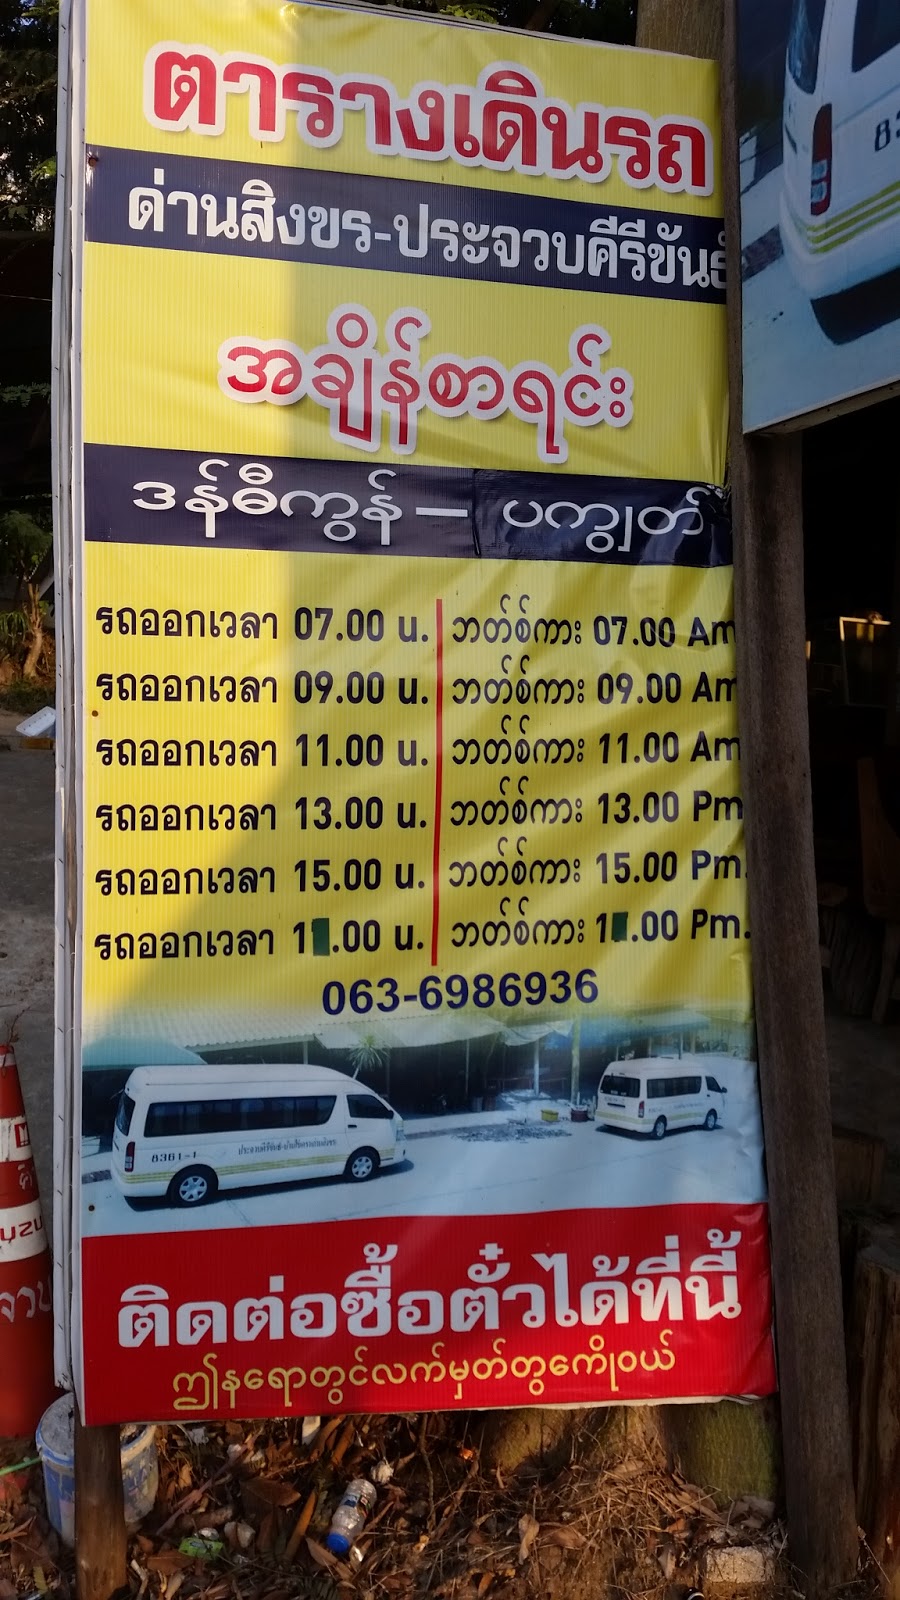 ตารางเดินรถ
ด่านสิงขร-ประจวบคีรีขันธ์
အချိန်စာရင်း
ဒန်ဓီကွန် – ပကျွတ်
รถออกเวลา 07.00 น. ဘတ်စ်ကား 07.00 Am
รถออกเวลา 09.00 น. ဘတ်စ်ကား 09.00 Am
รถออกเวลา 11.00 น. ဘတ်စ်ကား 11.00 Am
รถออกเวลา 13.00 น. ဘတ်စ်ကား 13.00 Pm
รถออกเวลา 15.00 น. ဘတ်စ်ကား 15.00 Pm.
รถออกเวลา 1 .00 น. ဘတ်စ်ကား 1 .00 Pm.
063-6986936
8361-1
ติดต่อซื้อตั๋วได้ที่นี้
ဤနရောတွင်လက်မှတ်တွကေိုဝယ်